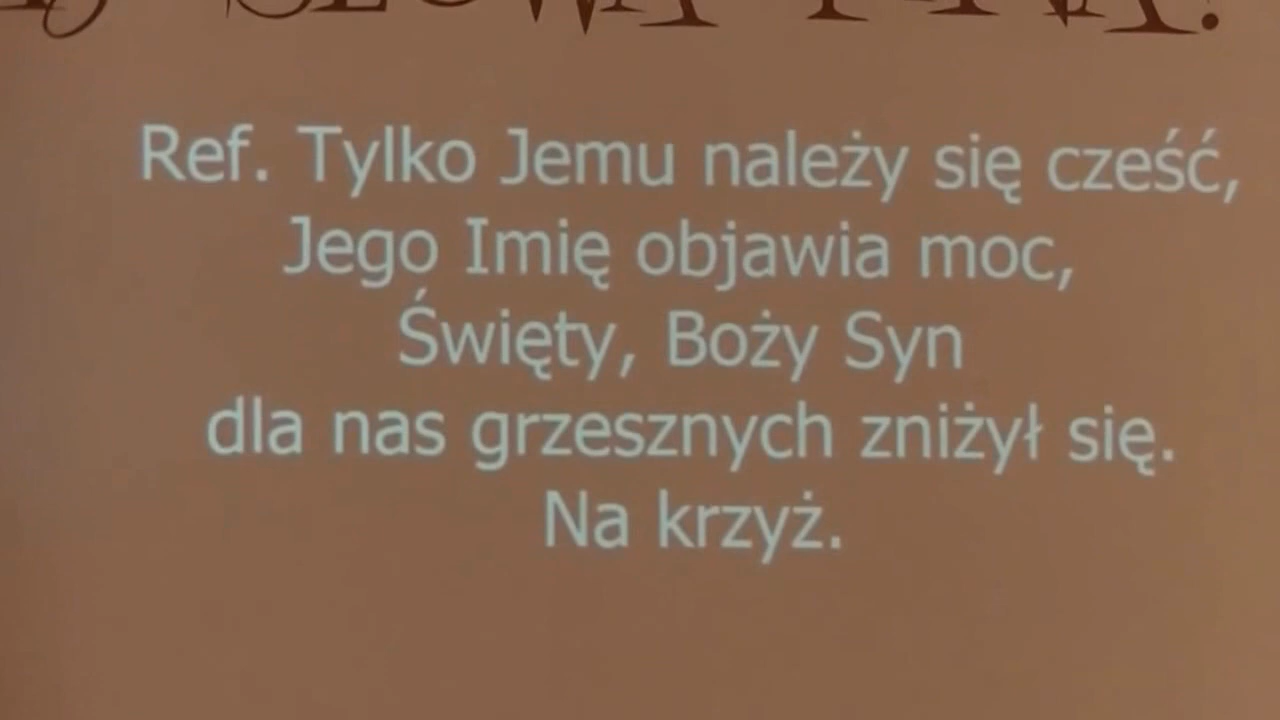 SŁOWA
Ref. Tylko Jemu należy się cześć,
Jego Imię objawia moc,
Święty, Boży Syn
dla nas grzesznych zniżył się.
Na krzyż.